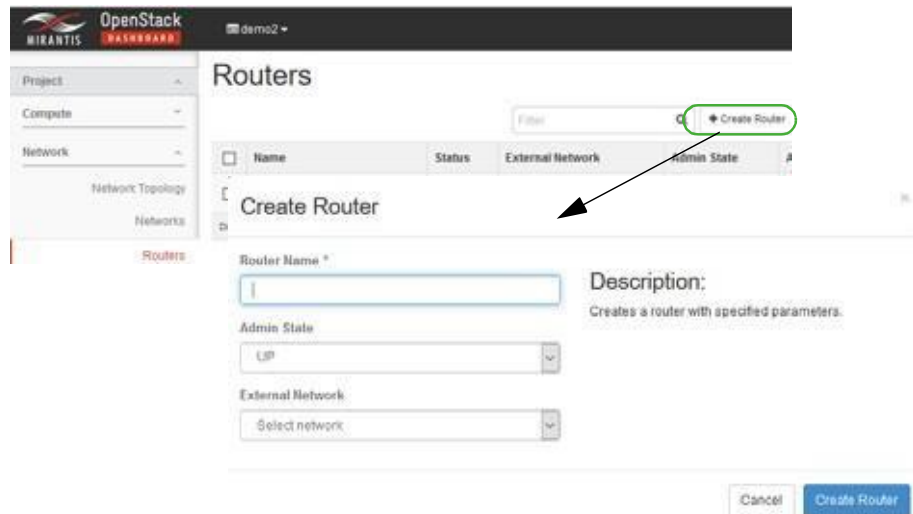 MIRANTIS
OpenStack
DASHBOARD
demo2
Project
Compute
Network
Network Topology
Networks
Routers
Routers
Filter
+ Create Router
Name
Status
External Network
Admin State
A
Create Router
×
Router Name *
Admin State
UP
External Network
Select network
Description:
Creates a router with specified parameters.
Cancel
Create Router